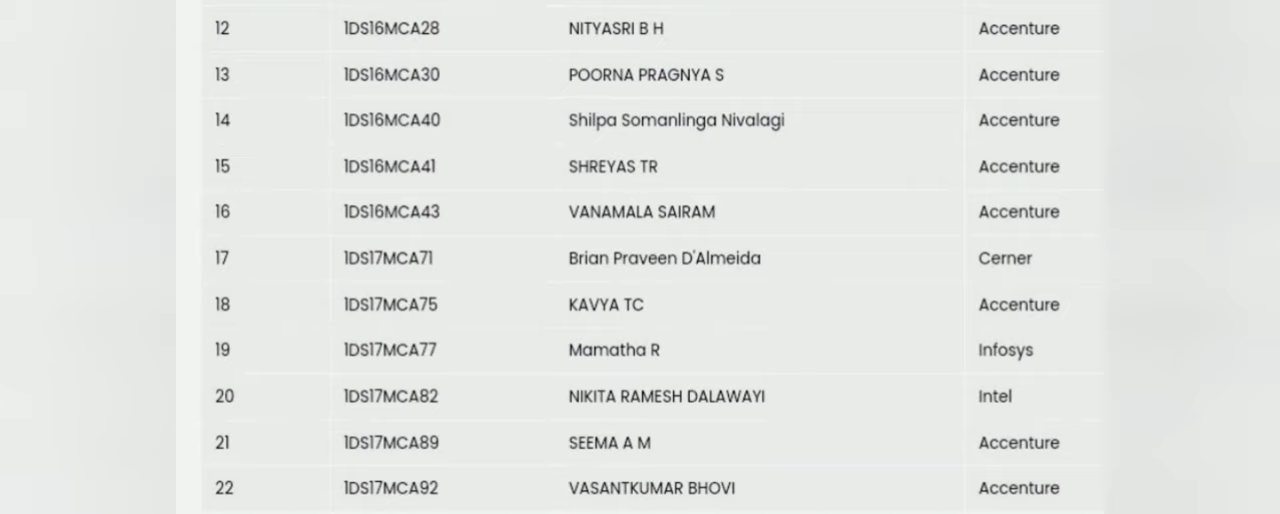 12 1DS16MCA28 NITYASRI B H Accenture
13 1DS16MCA30 POORNA PRAGNYA S Accenture
14 1DS16MCA40 Shilpa Somanlinga Nivalagi Accenture
15 1DS16MCA41 SHREYAS TR Accenture
16 1DS16MCA43 VANAMALA SAIRAM Accenture
17 1DS17MCA71 Brian Praveen D'Almeida Cerner
18 1DS17MCA75 KAVYA TC Accenture
19 1DS17MCA77 Mamatha R Infosys
20 1DS17MCA82 NIKITA RAMESH DALAWAYI Intel
21 1DS17MCA89 SEEMA A M Accenture
22 1DS17MCA92 VASANTKUMAR BHOVI Accenture